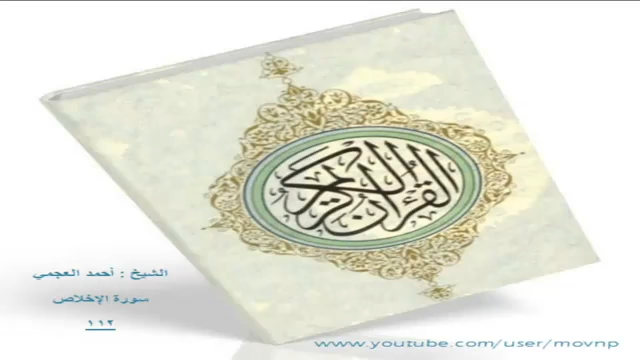 القرآن الكريم
الشيخ : أحمد العجمي
سورة الإخلاص
١١٢
www.youtube.com/user/movnp